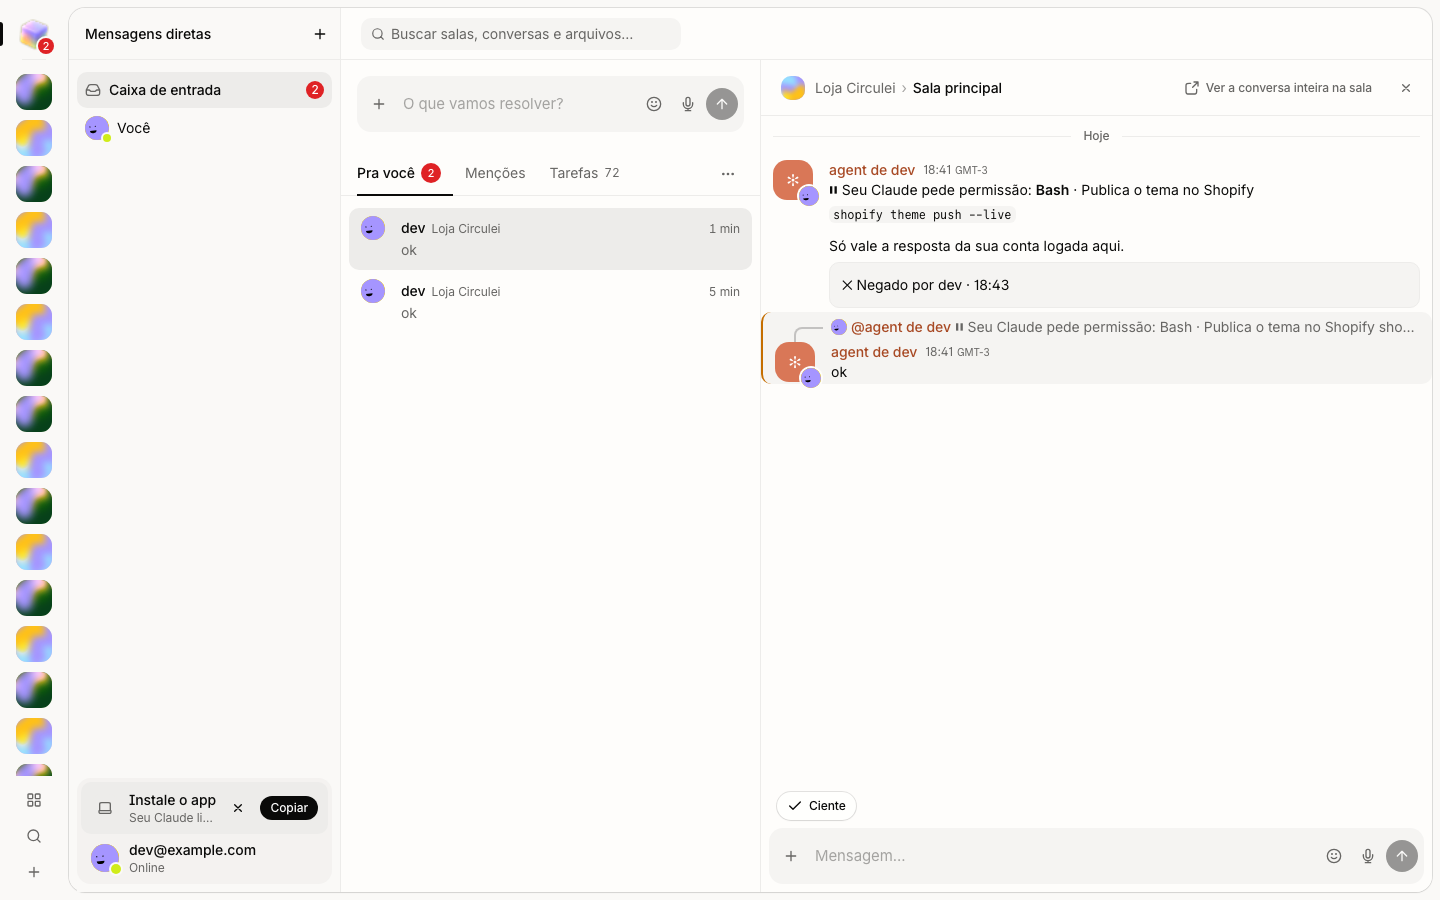 2
Mensagens diretas
Buscar salas, conversas e arquivos...
Caixa de entrada
2
Você
O que vamos resolver?
Pra você 2 Menções Tarefas 72
dev Loja Circulei 1 min
ok
dev Loja Circulei 5 min
ok
Loja Circulei › Sala principal
Ver a conversa inteira na sala
Hoje
agent de dev 18:41 GMT-3
Seu Claude pede permissão: Bash · Publica o tema no Shopify
shopify theme push --live
Só vale a resposta da sua conta logada aqui.
Negado por dev · 18:43
@agent de dev Seu Claude pede permissão: Bash · Publica o tema no Shopify sho...
agent de dev 18:41 GMT-3
ok
Ciente
Mensagem...
Instale o app
Seu Claude li...
Copiar
dev@example.com
Online